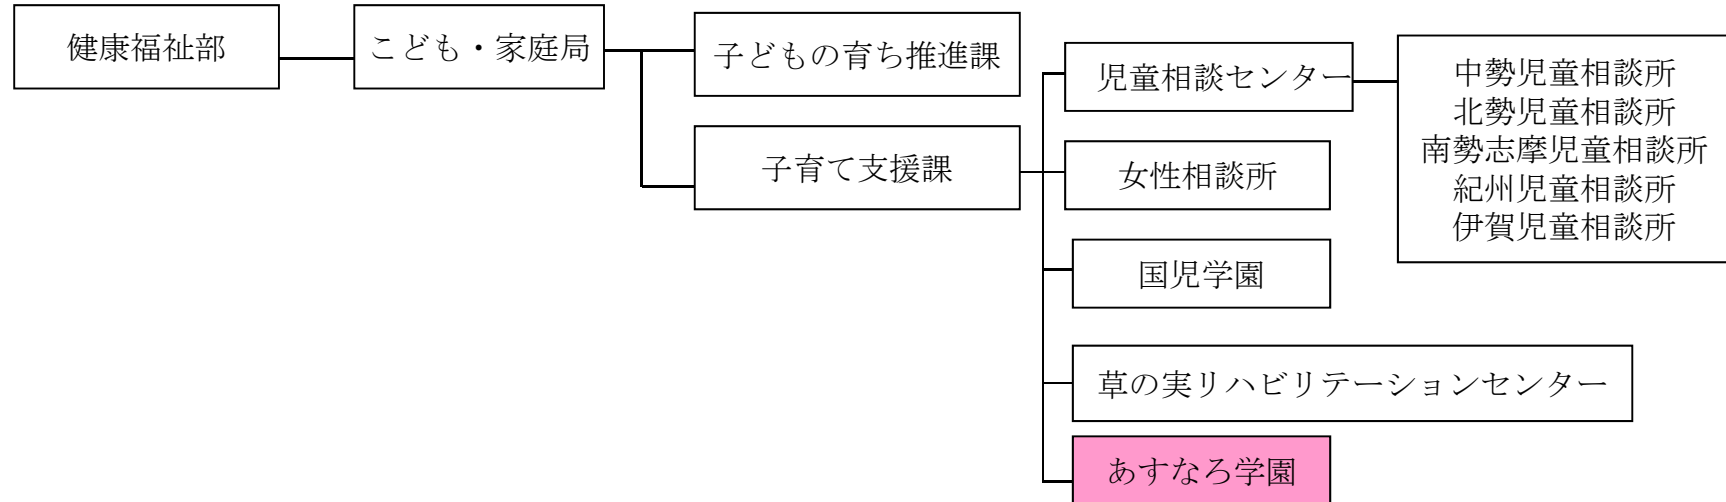 健康福祉部
こども・家庭局
子どもの育ち推進課
子育て支援課
児童相談センター
中勢児童相談所
北勢児童相談所
南勢志摩児童相談所
紀州児童相談所
伊賀児童相談所
女性相談所
国児学園
草の実リハビリテーションセンター
あすなろ学園